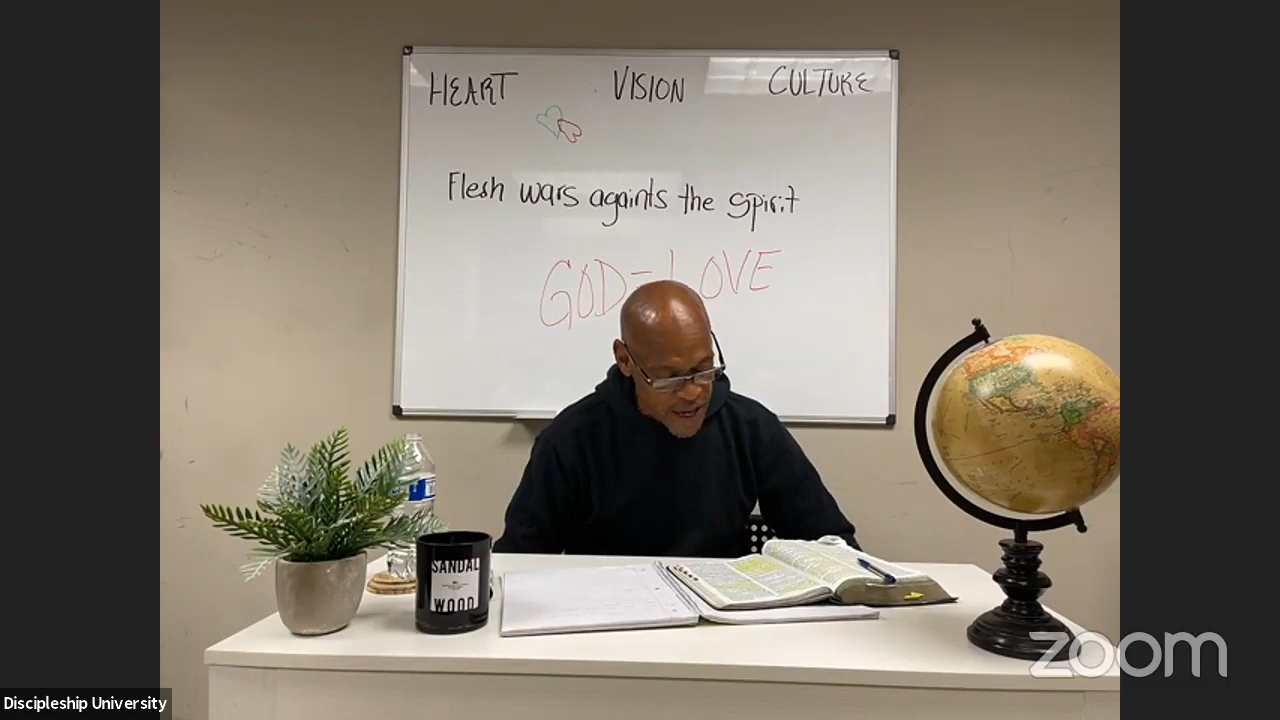 HEART VISION CULTURE
Flesh wars againts the spirit
GOD = LOVE
SANDAL
WOOD
zoom
Discipleship University